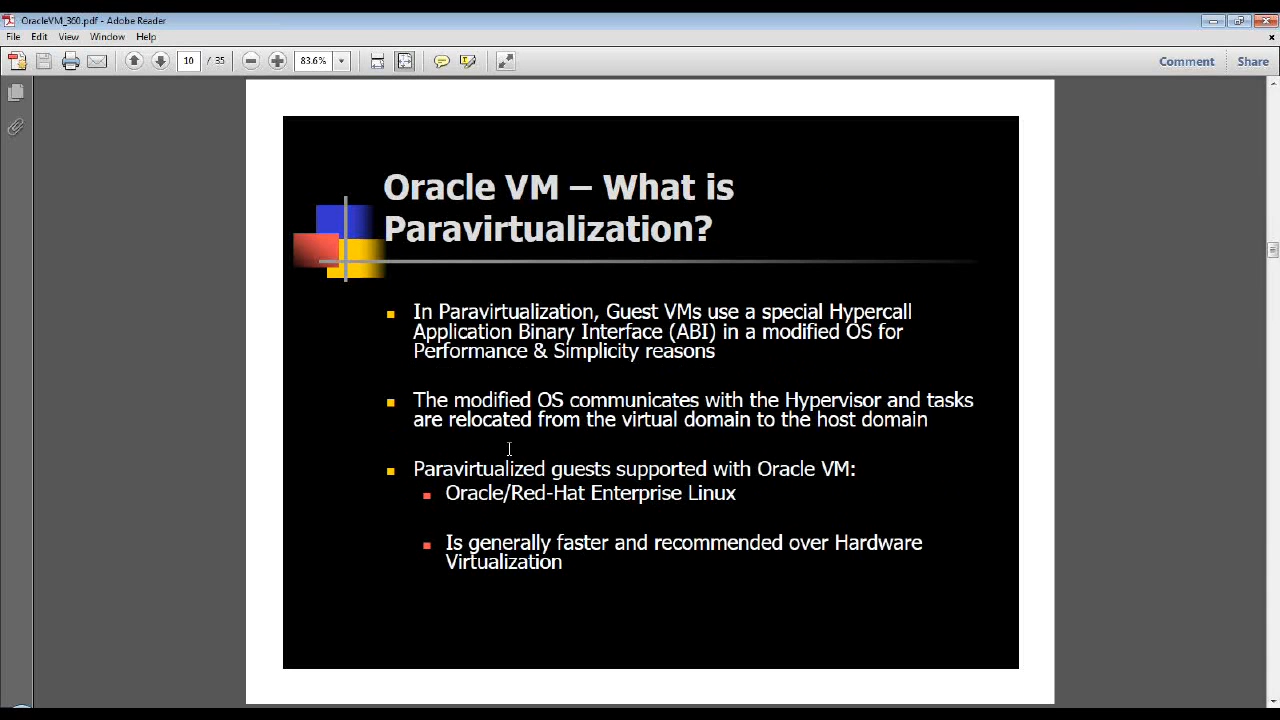 OracleVM_360.pdf - Adobe Reader
File Edit View Window Help
10 / 35 83.6% Comment Share
Oracle VM – What is
Paravirtualization?
In Paravirtualization, Guest VMs use a special Hypercall
Application Binary Interface (ABI) in a modified OS for
Performance & Simplicity reasons
The modified OS communicates with the Hypervisor and tasks
are relocated from the virtual domain to the host domain
Paravirtualized guests supported with Oracle VM:
Oracle/Red-Hat Enterprise Linux
Is generally faster and recommended over Hardware
Virtualization